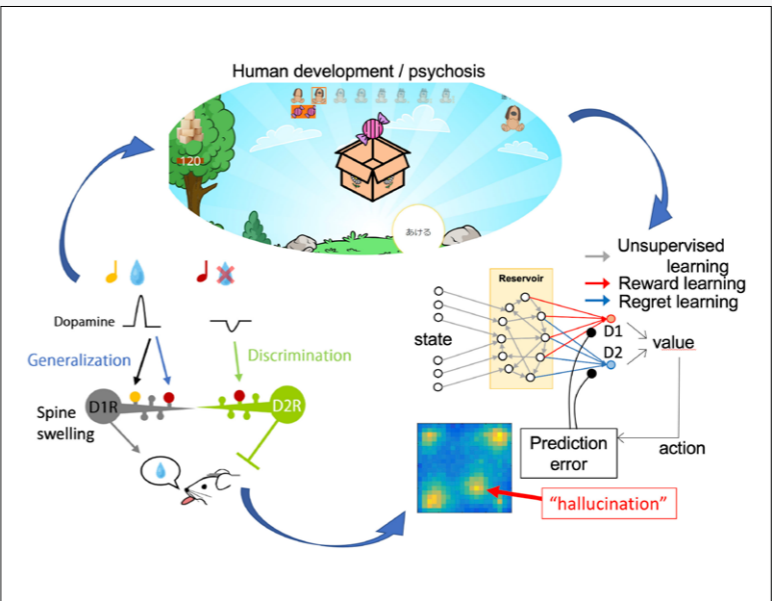 Human development / psychosis
120
あける
Unsupervised
learning
Reward learning
Regret learning
Reservoir
state
D1
D2
value
Prediction
error
action
"hallucination"
Dopamine
Generalization
Discrimination
D1R
D2R
Spine
swelling